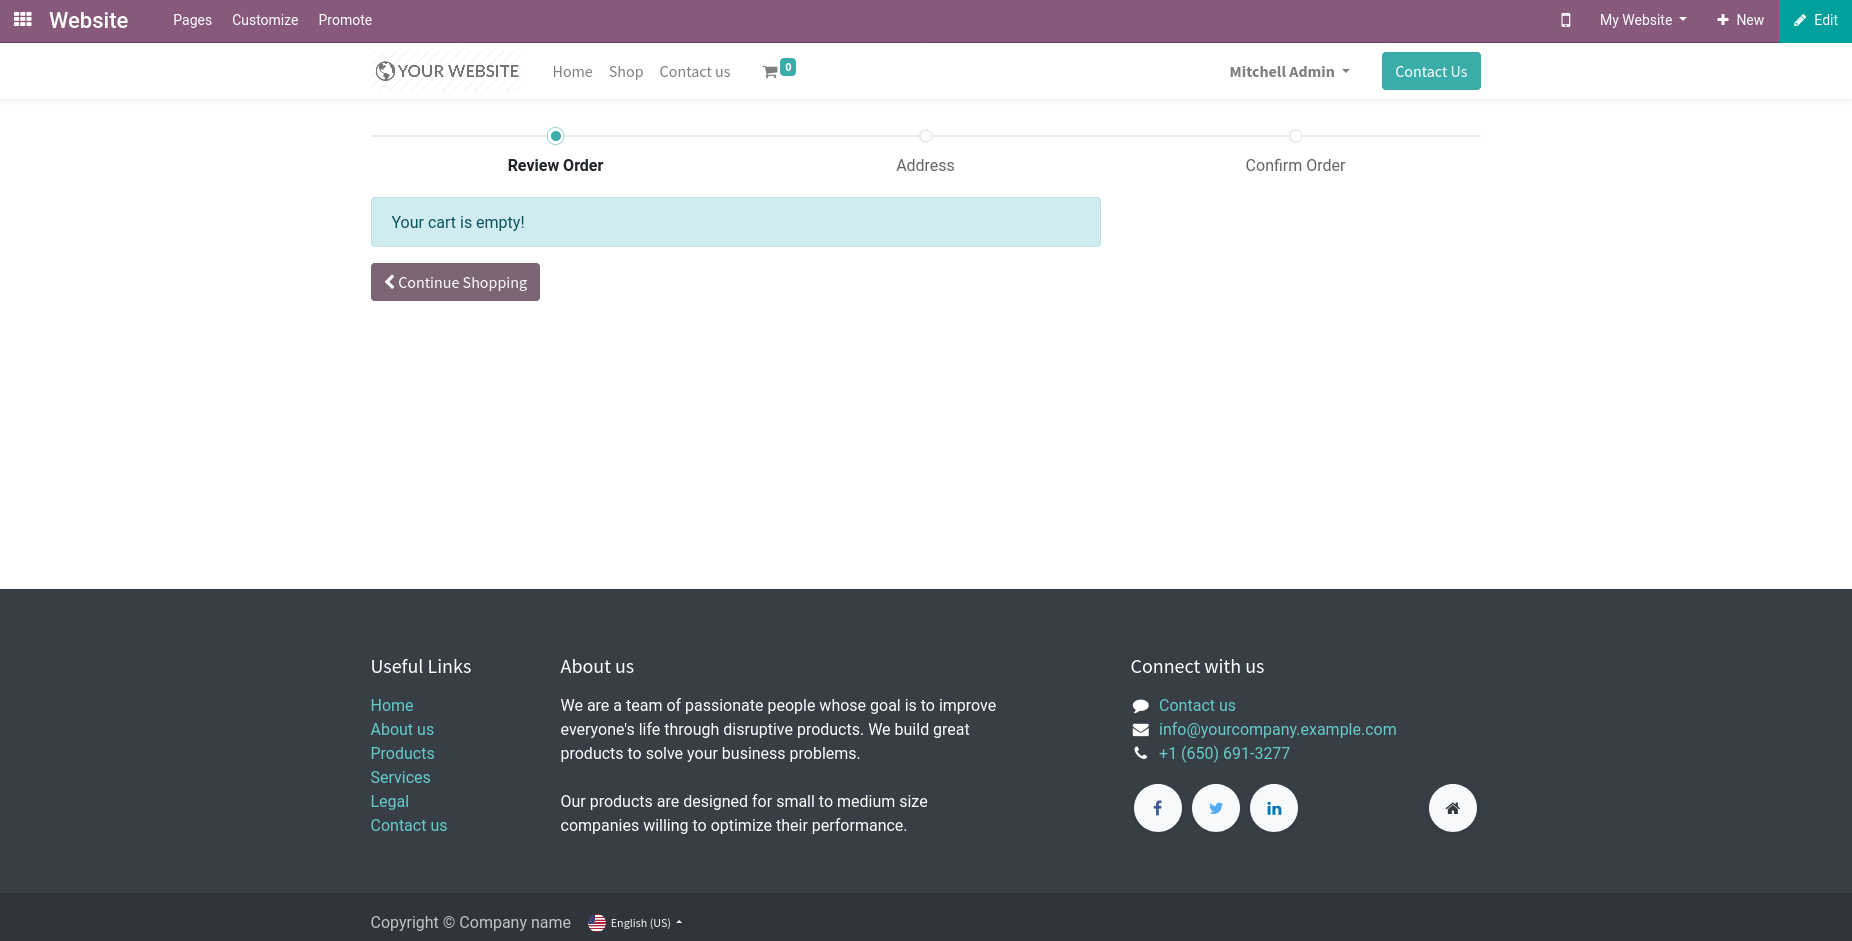 Website
Pages Customize Promote
My Website
New
Edit
YOUR WEBSITE
Home Shop Contact us
0
Mitchell Admin
Contact Us
Review Order
Address
Confirm Order
Your cart is empty!
Continue Shopping
Useful Links
Home
About us
Products
Services
Legal
Contact us
About us
We are a team of passionate people whose goal is to improve
everyone's life through disruptive products. We build great
products to solve your business problems.
Our products are designed for small to medium size
companies willing to optimize their performance.
Connect with us
Contact us
info@yourcompany.example.com
+1 (650) 691-3277
Copyright © Company name
English (US)